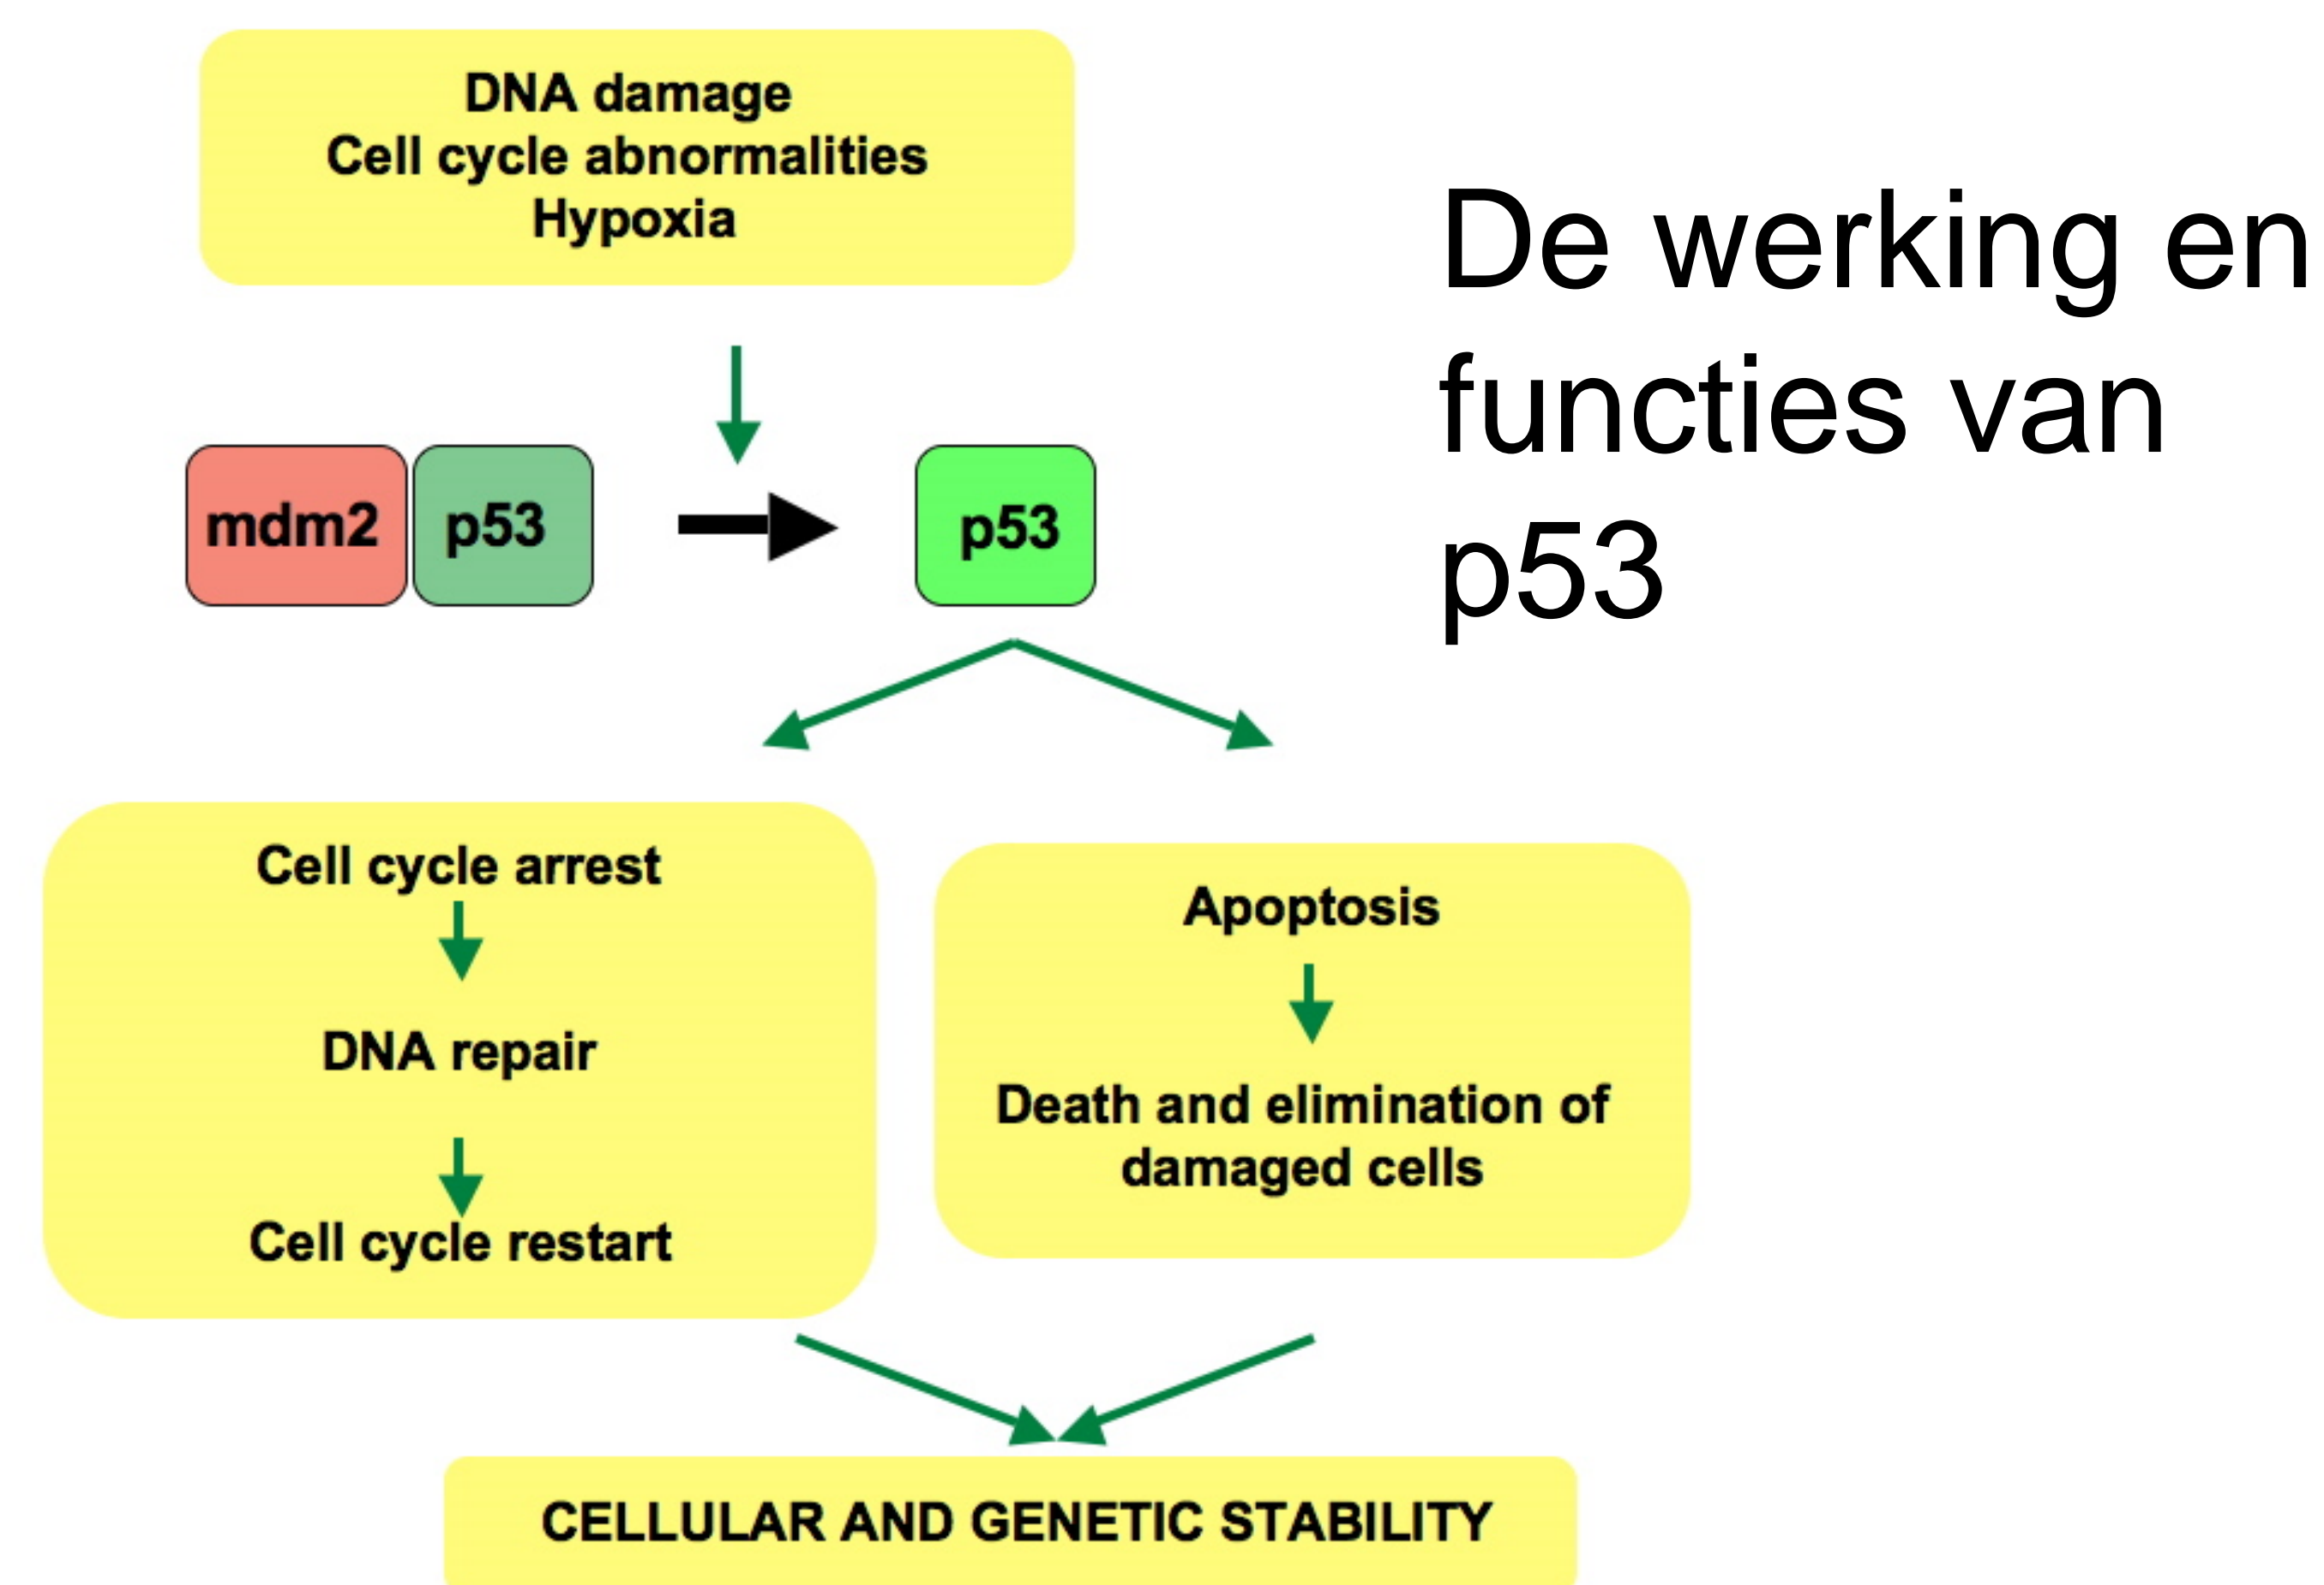 DNA damage
Cell cycle abnormalities
Hypoxia
De werking en
functies van
p53
mdm2
p53
p53
Cell cycle arrest
DNA repair
Cell cycle restart
Apoptosis
Death and elimination of
damaged cells
CELLULAR AND GENETIC STABILITY